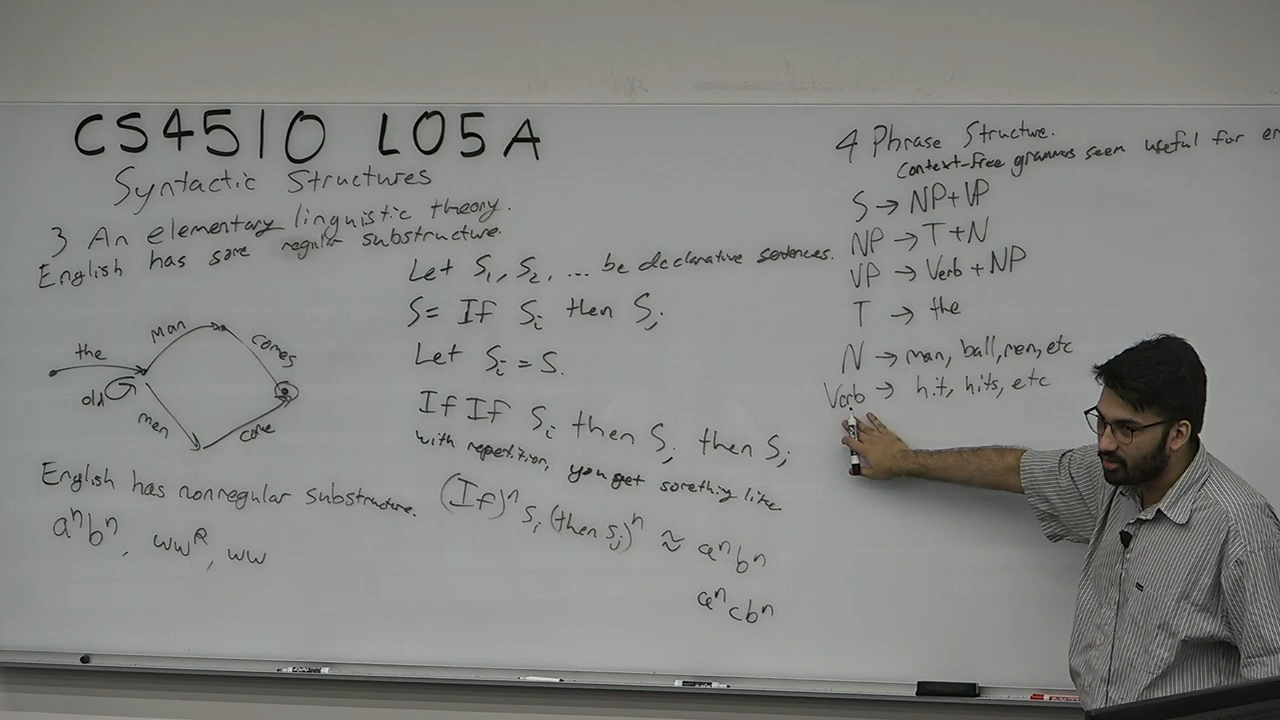 CS4510 L05A
Syntactic Structures
3 An elementary linguistic theory.
English has some regular substructure.
the
old
man
comes
men
come
English has nonregular substructure.
aⁿbⁿ, wwᴿ, ww
Let S₁, S₂, ... be declarative sentences.
S = If Sᵢ then Sⱼ
Let Sᵢ = S.
If If Sᵢ then Sⱼ then Sⱼ
with repetition, you get something like
(If)ⁿ Sᵢ (then Sⱼ)ⁿ ≈ aⁿbⁿ
aⁿcbⁿ
4 Phrase Structure.
context-free grammars seem useful for
S → NP+VP
NP → T+N
VP → Verb + NP
T → the
N → man, ball, men, etc
Verb → hit, hits, etc